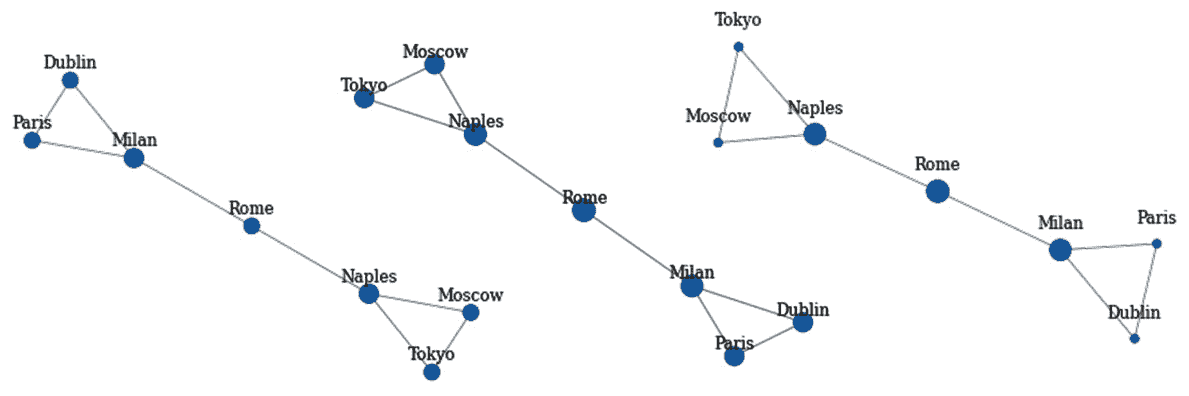 Dublin
Paris
Milan
Rome
Naples
Moscow
Tokyo
Moscow
Tokyo
Naples
Rome
Milan
Dublin
Paris
Tokyo
Moscow
Naples
Rome
Milan
Paris
Dublin